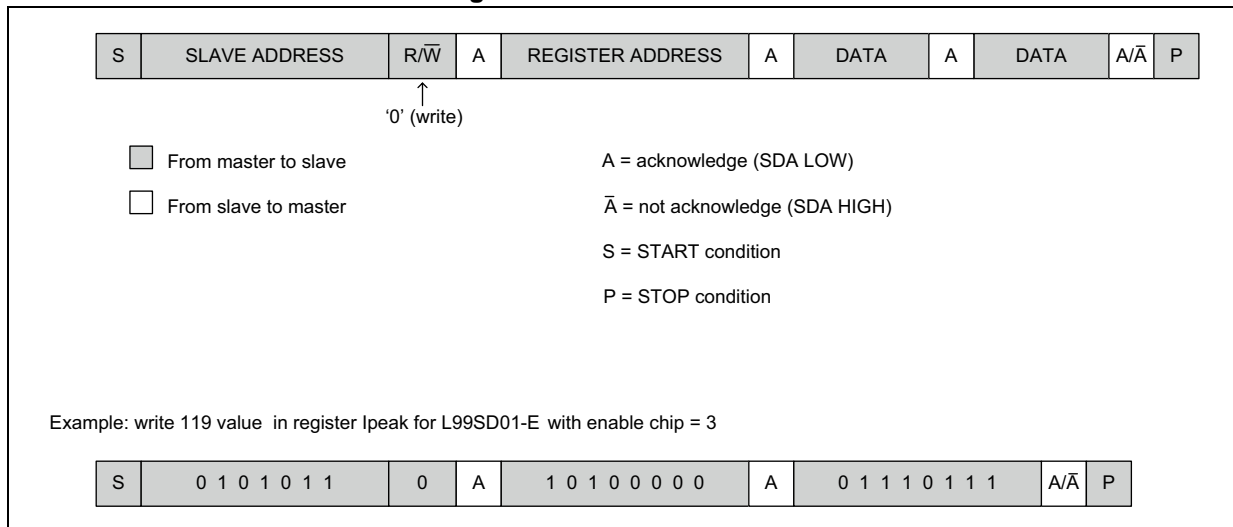 S SLAVE ADDRESS R/W̅ A REGISTER ADDRESS A DATA A DATA A/A̅ P
↑
‘0’ (write)
From master to slave
A = acknowledge (SDA LOW)
From slave to master
A̅ = not acknowledge (SDA HIGH)
S = START condition
P = STOP condition
Example: write 119 value in register Ipeak for L99SD01-E with enable chip = 3
S 0 1 0 1 0 1 1 0 A 1 0 1 0 0 0 0 0 A 0 1 1 1 0 1 1 1 A/A̅ P